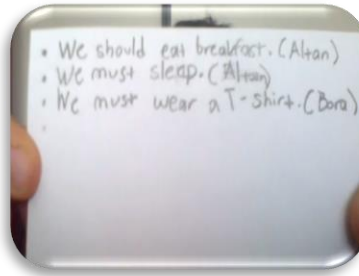 • We should eat breakfast. (Altan)
• We must sleap. (Altan)
• We must wear a T-shirt. (Bora)